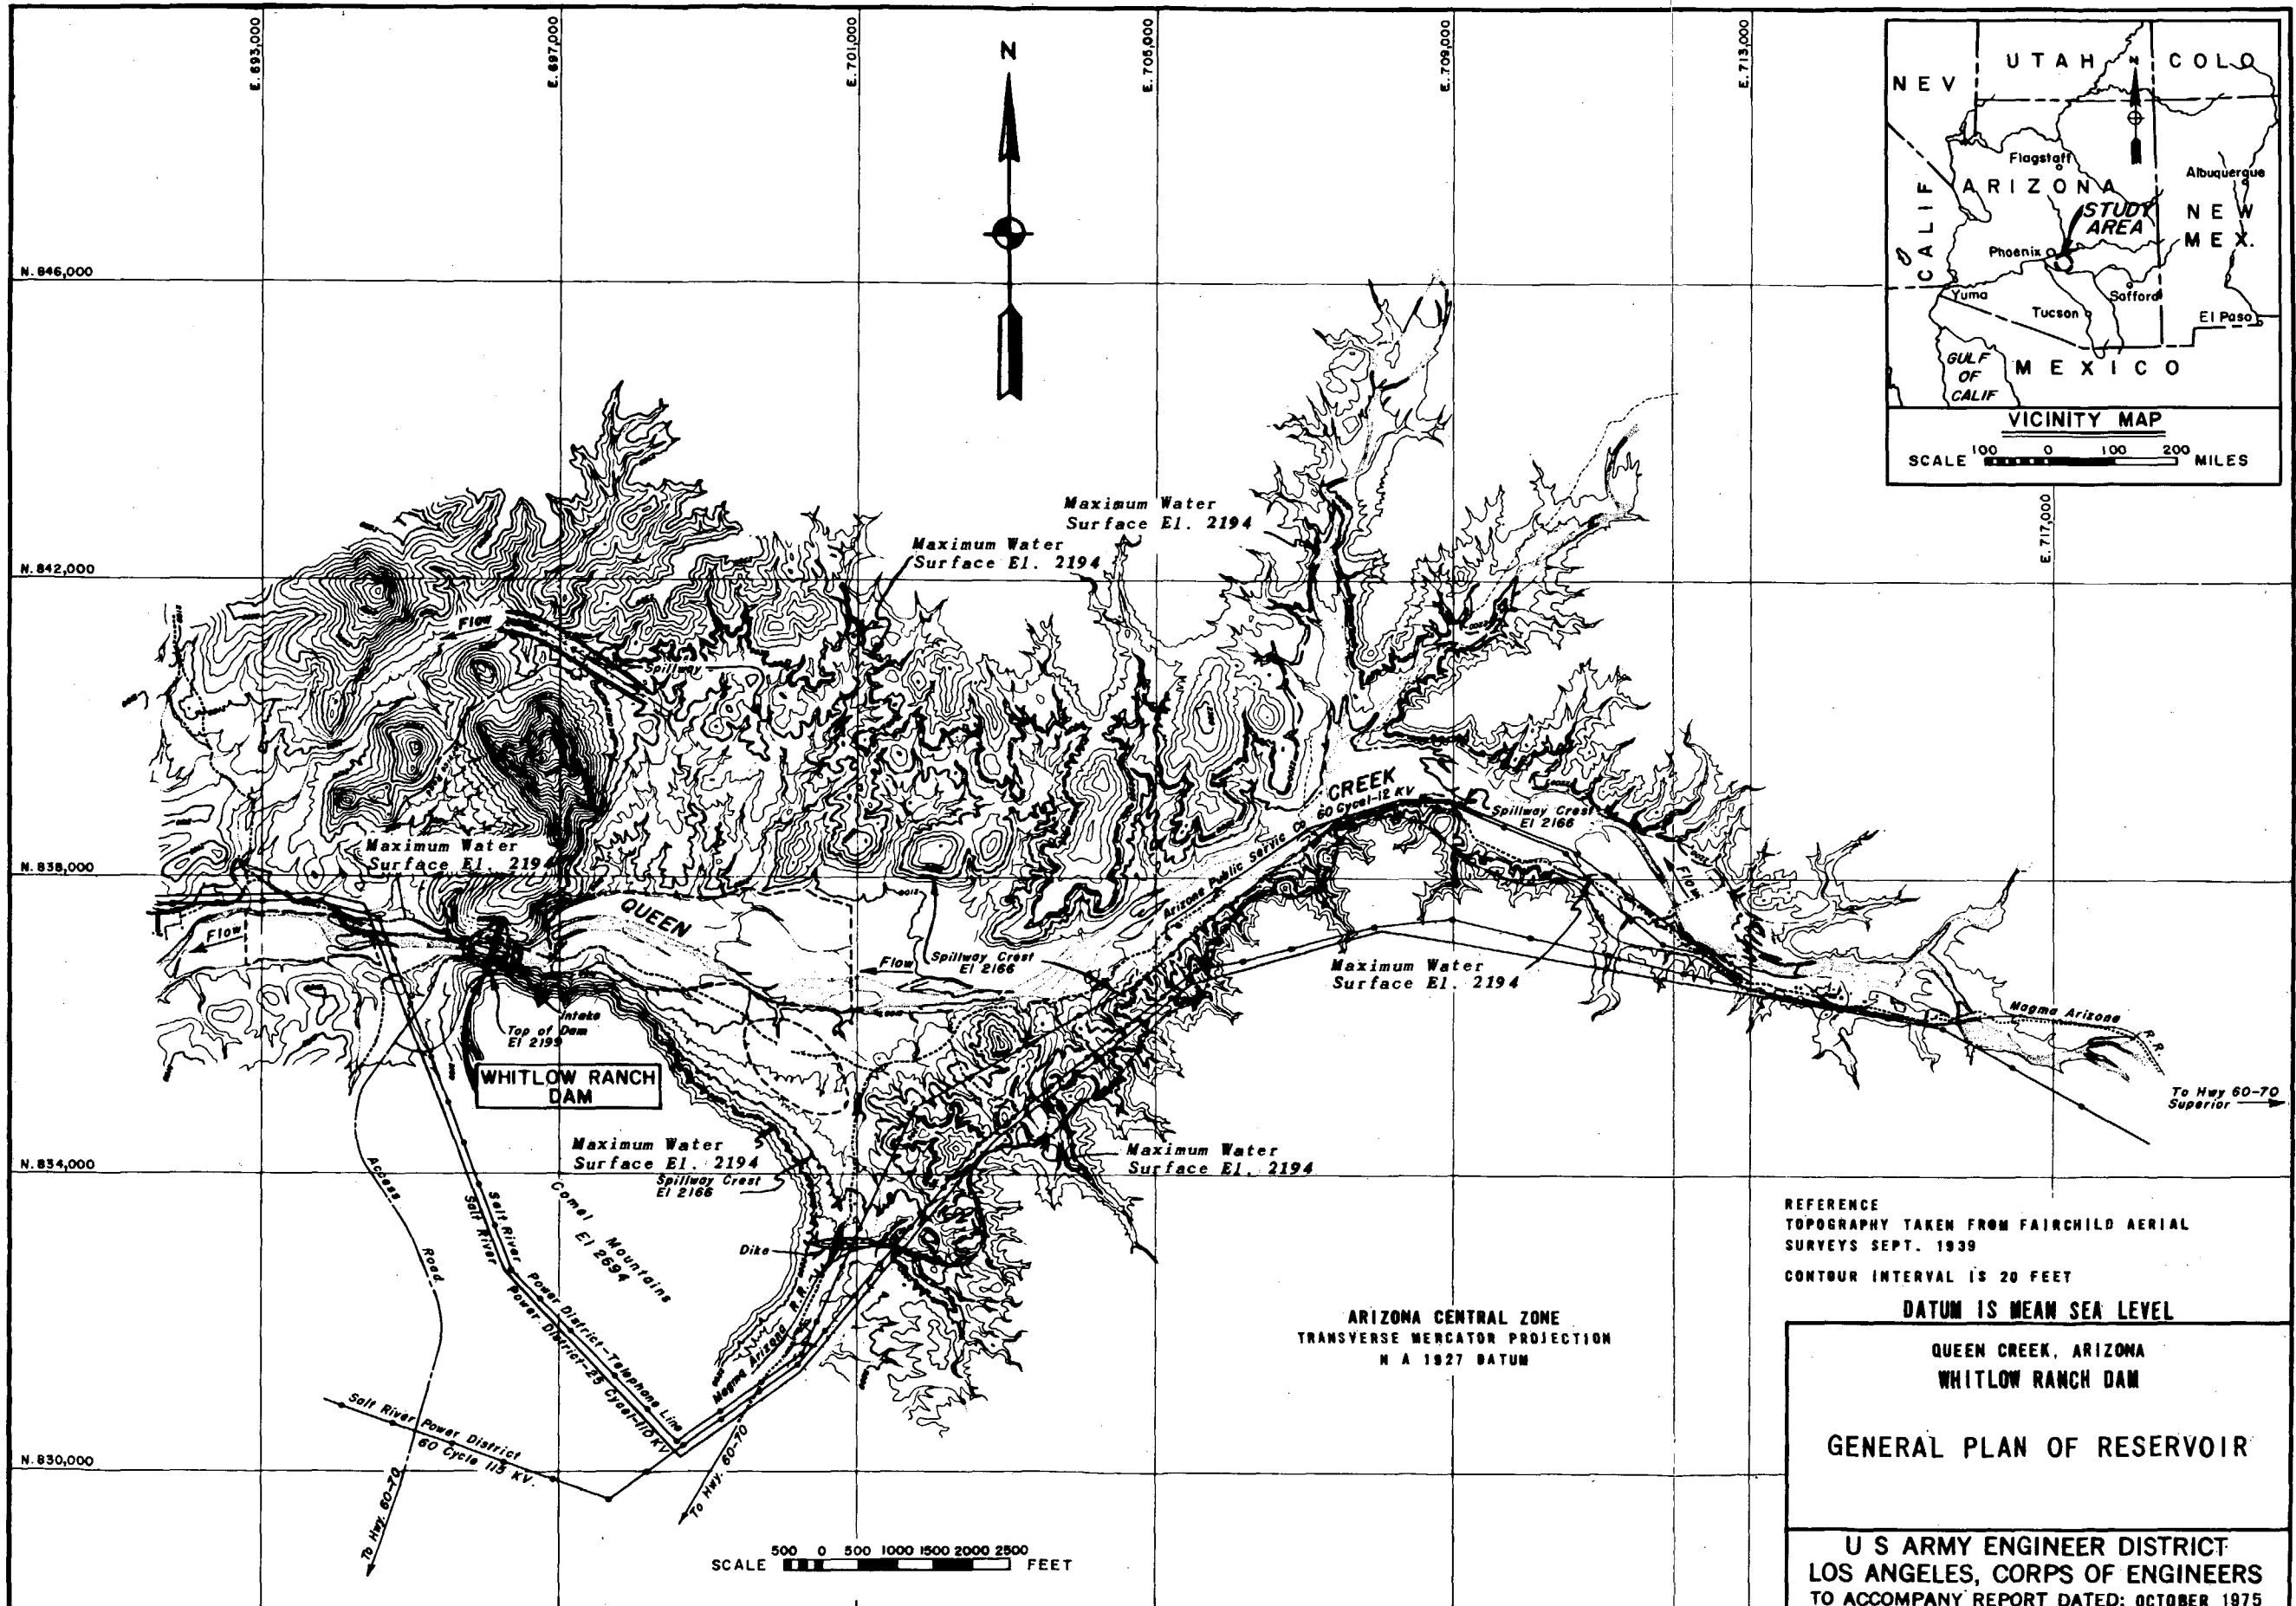 E. 693,000
E. 697,000
E. 701,000
E. 705,000
E. 709,000
E. 713,000
E. 717,000
N. 846,000
N. 842,000
N. 838,000
N. 834,000
N. 830,000
N
UTAH
COLO
NEV
N
Flagstaff
ARIZONA
Albuquerque
CALIF
STUDY
AREA
NEW
MEX.
Phoenix
Yuma
Safford
Tucson
El Paso
GULF
OF
CALIF
MEXICO
VICINITY MAP
SCALE 100 0 100 200 MILES
Maximum Water
Surface El. 2194
Maximum Water
Surface El. 2194
Flow
Spillway
CREEK
60 Cycel-12 KV
Arizona Public Servic Co
Spillway Crest
El 2166
Flow
Maximum Water
Surface El. 2194
QUEEN
Flow
Flow
Spillway Crest
El 2166
Maximum Water
Surface El. 2194
Intake
Top of Dam
El 2199
WHITLOW RANCH
DAM
Magma Arizona R.R.
To Hwy 60-70
Superior
Maximum Water
Surface El. 2194
Spillway Crest
El 2166
Maximum Water
Surface El. 2194
Access Road
Comel Mountains
El 2694
Dike
Salt River Power District-Telephone Line
Salt River Power District-25 Cycel-110 KV
Magma Arizona R.R.
Salt River Power District
60 Cycle 115 KV.
To Hwy. 60-70
To Hwy. 60-70
SCALE 500 0 500 1000 1500 2000 2500 FEET
ARIZONA CENTRAL ZONE
TRANSVERSE MERCATOR PROJECTION
N A 1927 DATUM
REFERENCE
TOPOGRAPHY TAKEN FROM FAIRCHILD AERIAL
SURVEYS SEPT. 1939
CONTOUR INTERVAL IS 20 FEET
DATUM IS MEAN SEA LEVEL
QUEEN CREEK, ARIZONA
WHITLOW RANCH DAM
GENERAL PLAN OF RESERVOIR
U S ARMY ENGINEER DISTRICT
LOS ANGELES, CORPS OF ENGINEERS
TO ACCOMPANY REPORT DATED: OCTOBER 1975